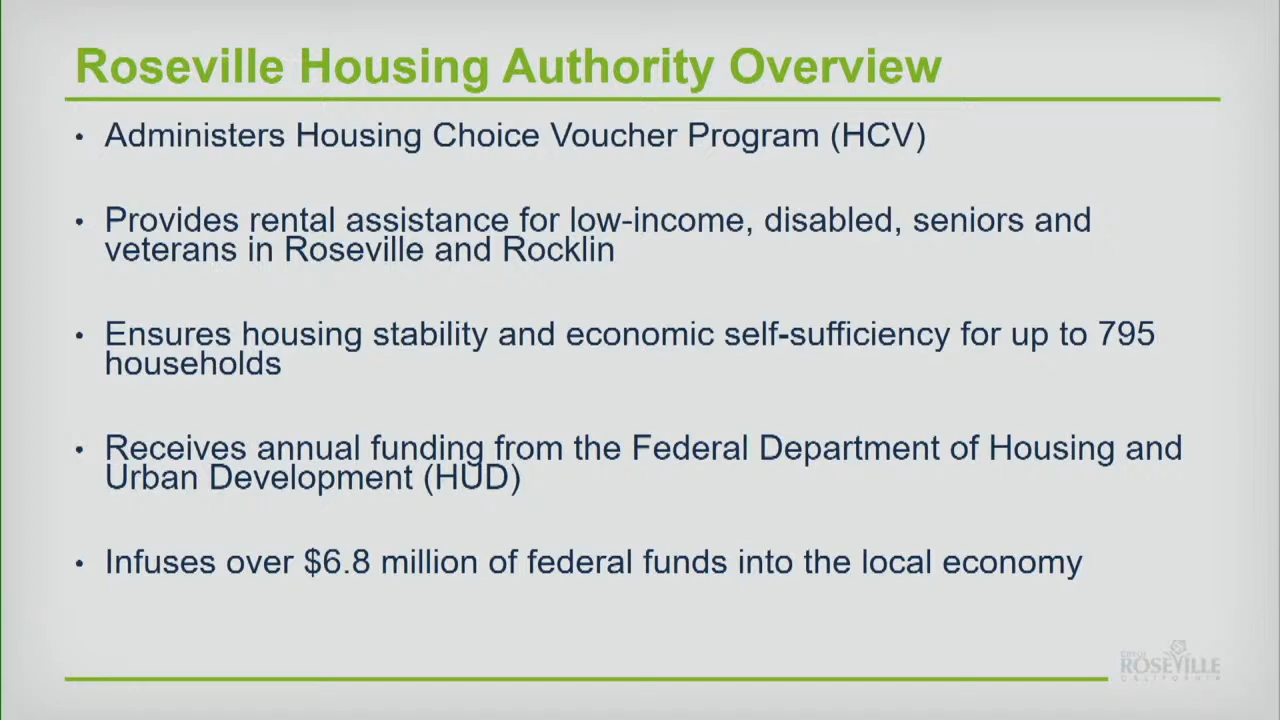 Roseville Housing Authority Overview
• Administers Housing Choice Voucher Program (HCV)
• Provides rental assistance for low-income, disabled, seniors and
veterans in Roseville and Rocklin
• Ensures housing stability and economic self-sufficiency for up to 795
households
• Receives annual funding from the Federal Department of Housing and
Urban Development (HUD)
• Infuses over $6.8 million of federal funds into the local economy
CITY OF
ROSEVILLE
CALIFORNIA